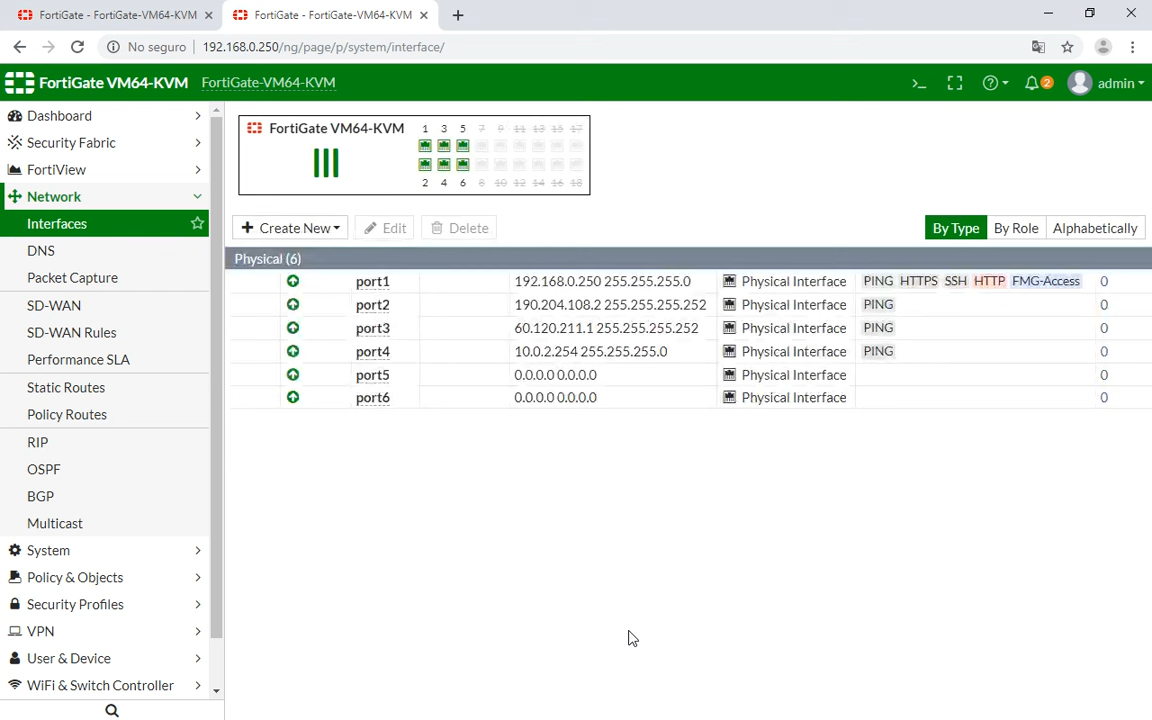 FortiGate - FortiGate-VM64-KVM FortiGate - FortiGate-VM64-KVM
No seguro 192.168.0.250/ng/page/p/system/interface/
FortiGate VM64-KVM FortiGate-VM64-KVM 2 admin
Dashboard
Security Fabric
FortiView
Network
Interfaces
DNS
Packet Capture
SD-WAN
SD-WAN Rules
Performance SLA
Static Routes
Policy Routes
RIP
OSPF
BGP
Multicast
System
Policy & Objects
Security Profiles
VPN
User & Device
WiFi & Switch Controller
FortiGate VM64-KVM 1 3 5 7 9 11 13 15 17
2 4 6 8 10 12 14 16 18
Create New Edit Delete By Type By Role Alphabetically
Physical (6)
port1 192.168.0.250 255.255.255.0 Physical Interface PING HTTPS SSH HTTP FMG-Access 0
port2 190.204.108.2 255.255.255.252 Physical Interface PING 0
port3 60.120.211.1 255.255.255.252 Physical Interface PING 0
port4 10.0.2.254 255.255.255.0 Physical Interface PING 0
port5 0.0.0.0 0.0.0.0 Physical Interface 0
port6 0.0.0.0 0.0.0.0 Physical Interface 0